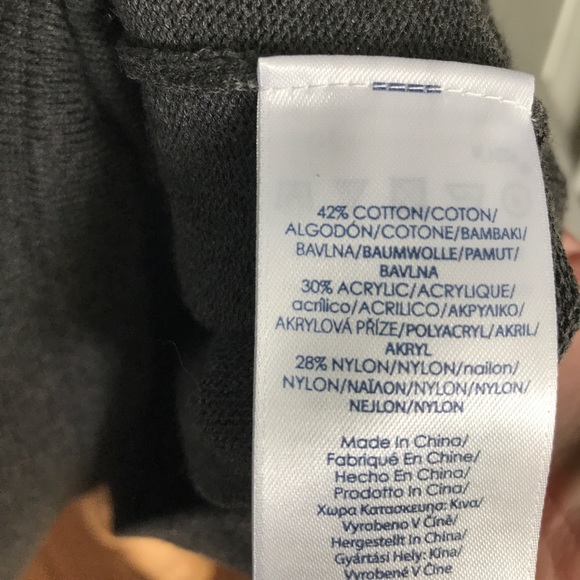 42% COTTON/COTON/
ALGODÓN/COTONE/BAMBAKI/
BAVLNA/BAUMWOLLE/PAMUT/
BAVLNA
30% ACRYLIC/ACRYLIQUE/
acrílico/ACRILICO/ΑΚΡΥΛΙΚΟ/
AKRYLOVÁ PŘÍZE/POLYACRYL/AKRIL/
AKRYL
28% NYLON/NYLON/nailon/
NYLON/ΝΑΪΛΟΝ/NYLON/NYLON/
NEJLON/NYLON
Made In China/
Fabriqué En Chine/
Hecho En China/
Prodotto In Cina/
Χωρα Κατασκευης: Κινα/
Vyrobeno V Číně/
Hergestellt In China/
Gyártási Hely: Kína/
Vyrobené V Číne